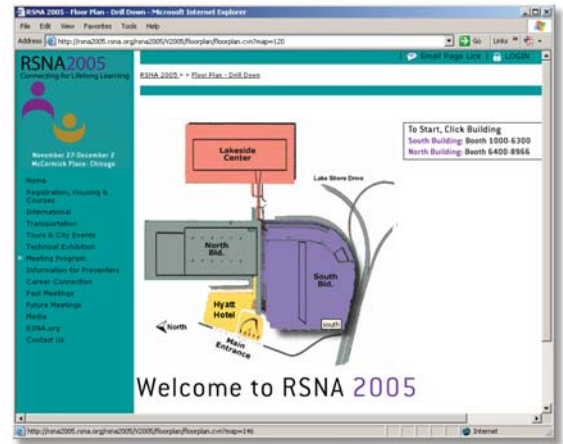 RSNA 2005 - Floor Plan - Drill Down - Microsoft Internet Explorer
File Edit View Favorites Tools Help
Address http://rsna2005.rsna.org/rsna2005/V2005/floorplan/floorplan.cvn?map=120 Go Links »
RSNA2005
Connecting for Lifelong Learning
November 27-December 2
McCormick Place- Chicago
Home
Registration, Housing &
Courses
International
Transportation
Tours & City Events
Technical Exhibition
Meeting Program
Information for Presenters
Career Connection
Past Meetings
Future Meetings
Media
RSNA.org
Contact Us
| Email Page Link | LOGIN
RSNA 2005 > > Floor Plan - Drill Down
To Start, Click Building
South Building: Booth 1000-6300
North Building: Booth 6400-8966
Lakeside
Center
Lake Shore Drive
North
Bld.
South
Bld.
Hyatt
Hotel
south
North
Main
Entrance
Welcome to RSNA 2005
http://rsna2005.rsna.org/rsna2005/V2005/floorplan/floorplan.cvn?map=146 Internet